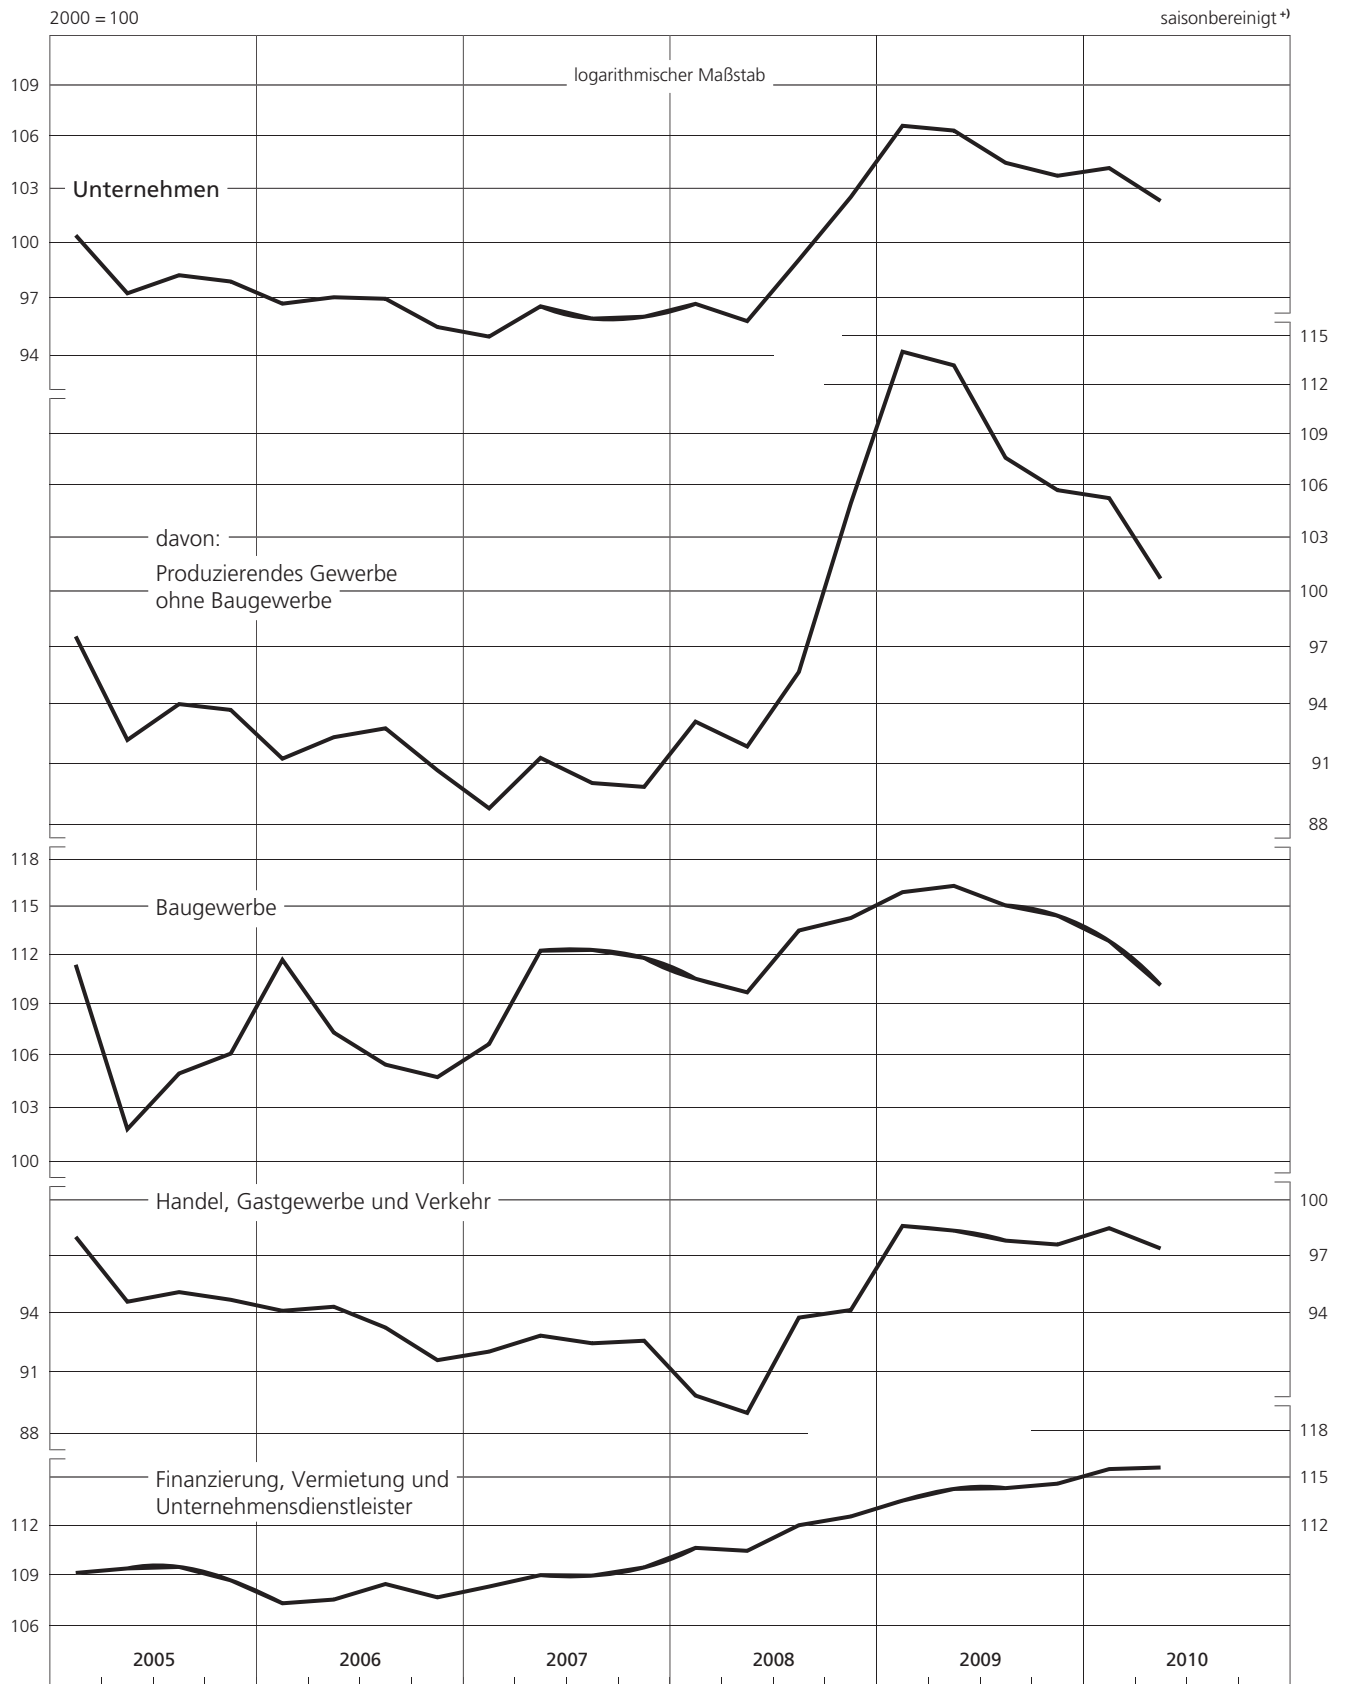 2000 = 100
saisonbereinigt +)
logarithmischer Maßstab
109
106
103
Unternehmen
100
97
94
115
112
109
106
davon:
103
Produzierendes Gewerbe
ohne Baugewerbe
100
97
94
91
88
118
115
Baugewerbe
112
109
106
103
100
Handel, Gastgewerbe und Verkehr
100
97
94
94
91
88
118
Finanzierung, Vermietung und
115
Unternehmensdienstleister
112
112
109
106
2005 2006 2007 2008 2009 2010